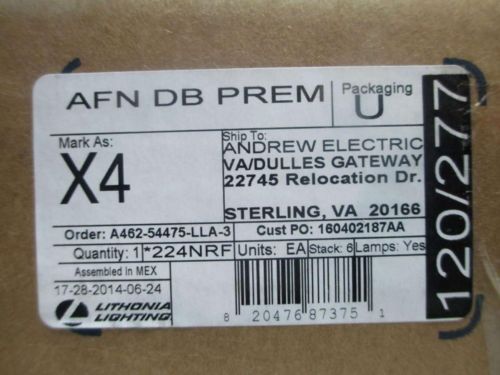 AFN DB PREM
Packaging
U
Mark As:
X4
Ship To:
ANDREW ELECTRIC
VA/DULLES GATEWAY
22745 Relocation Dr.
STERLING, VA 20166
Order: A462-54475-LLA-3
Cust PO: 160402187AA
Quantity: 1
*224NRF
Units: EA
Stack: 6
Lamps: Yes
Assembled in MEX
17-28-2014-06-24
LITHONIA
LIGHTING
8 20476 87375 1
120/277